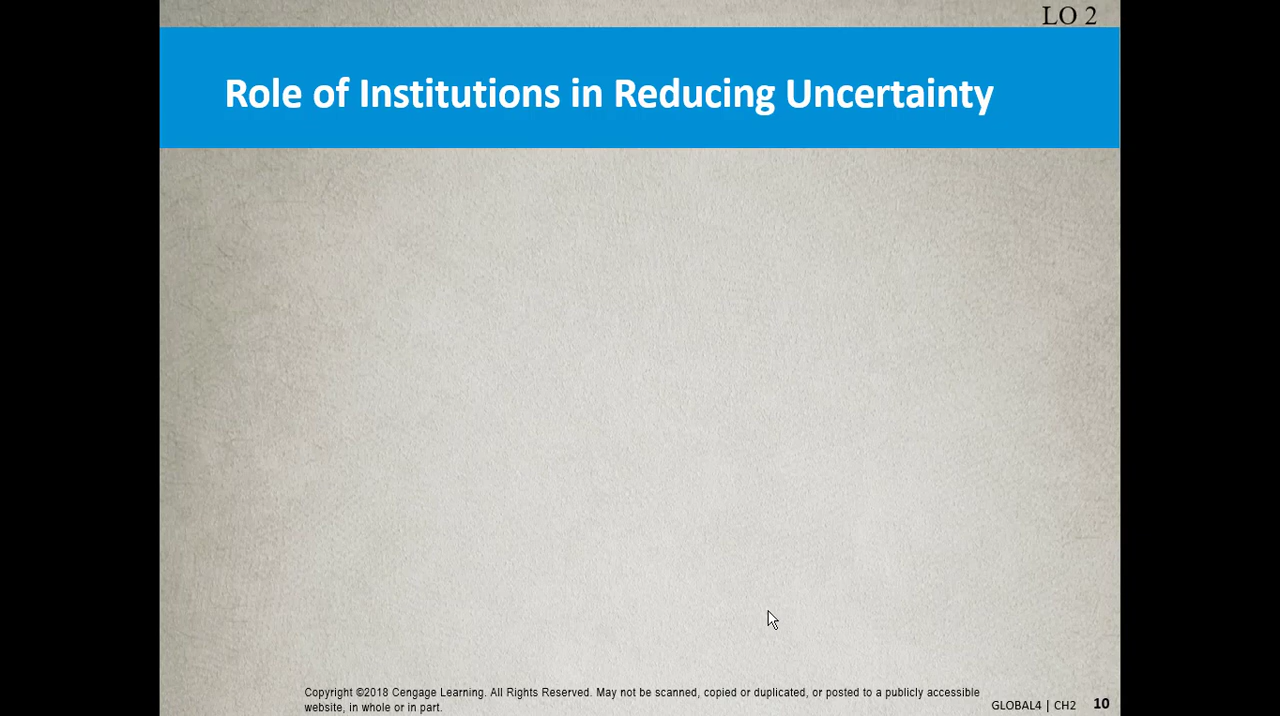 LO 2
Role of Institutions in Reducing Uncertainty
Copyright ©2018 Cengage Learning. All Rights Reserved. May not be scanned, copied or duplicated, or posted to a publicly accessible
website, in whole or in part.
GLOBAL4 | CH2 10